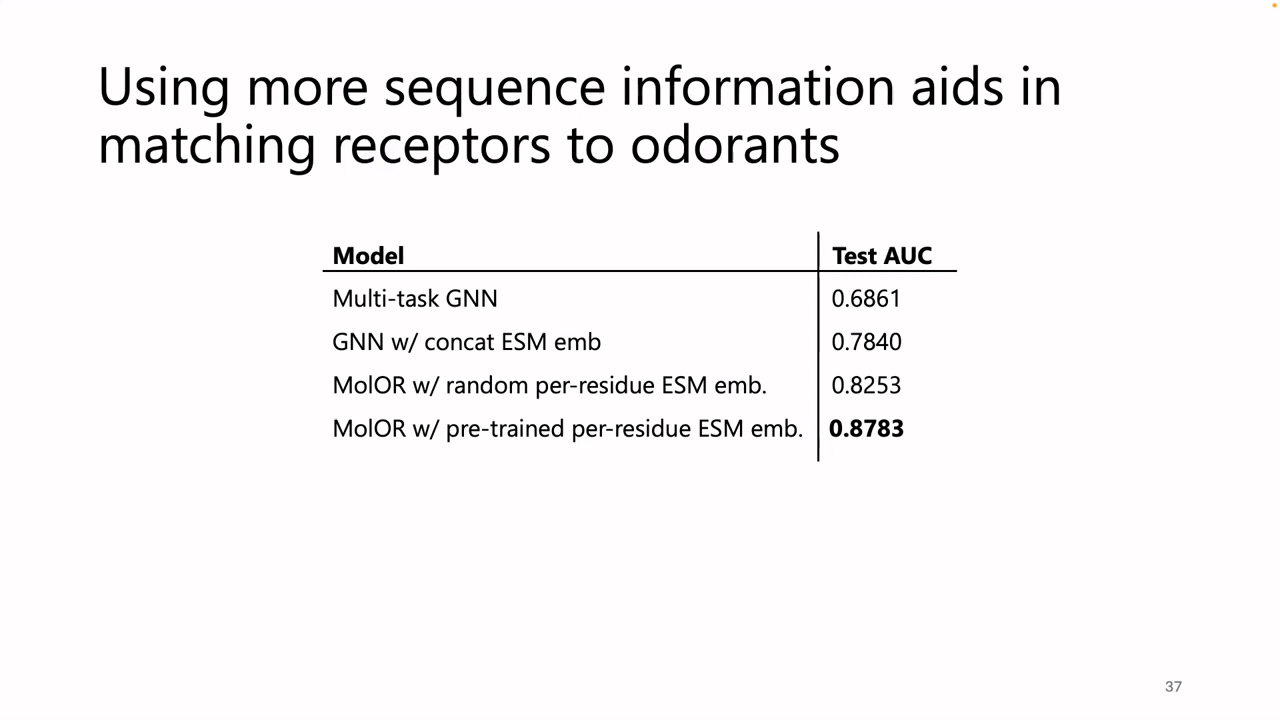 Using more sequence information aids in
matching receptors to odorants
Model Test AUC
Multi-task GNN 0.6861
GNN w/ concat ESM emb 0.7840
MolOR w/ random per-residue ESM emb. 0.8253
MolOR w/ pre-trained per-residue ESM emb. 0.8783
37